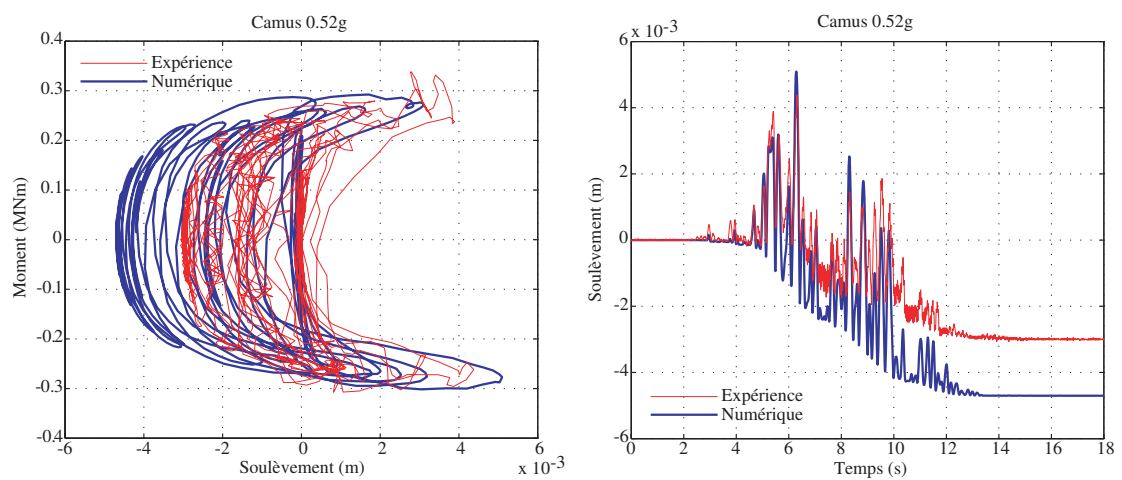 Camus 0.52g
0.4
0.3
0.2
0.1
0
-0.1
-0.2
-0.3
-0.4
Moment (MNm)
Expérience
Numérique
-6
-4
-2
0
2
4
6
Soulèvement (m)
x 10-3
Camus 0.52g
x 10-3
6
4
2
0
-2
-4
-6
Soulèvement (m)
Expérience
Numérique
0
2
4
6
8
10
12
14
16
18
Temps (s)